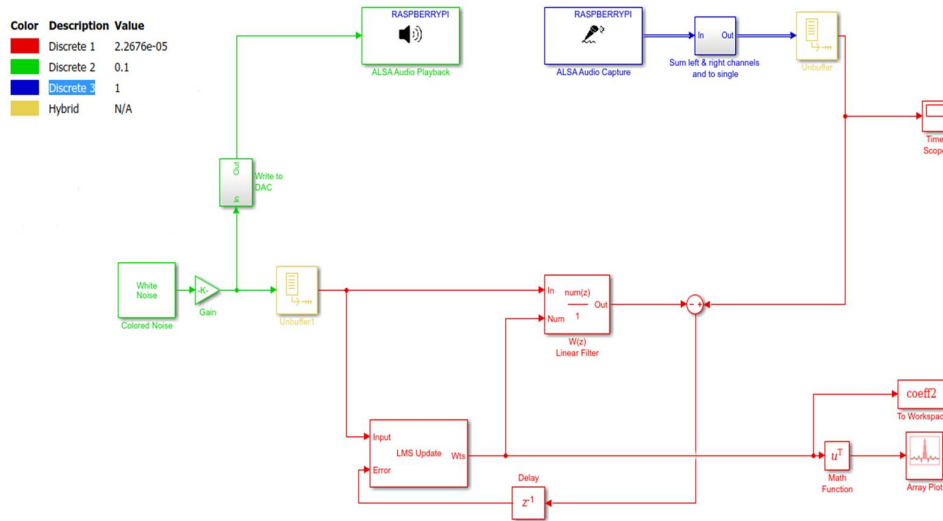 Color Description Value
Discrete 1 2.2676e-05
Discrete 2 0.1
Discrete 3 1
Hybrid N/A
RASPBERRYPI
ALSA Audio Playback
RASPBERRYPI
ALSA Audio Capture
In Out
Sum left & right channels
and to single
Unbuffer
Time
Scope
Out
In
Write to
DAC
White
Noise
Colored Noise
-K-
Gain
Unbuffer1
In
Num
num(z)
1
Out
W(z)
Linear Filter
- +
Input
Error
LMS Update
Wts
Delay
z-1
coeff2
To Workspac
uT
Math
Function
Array Plot